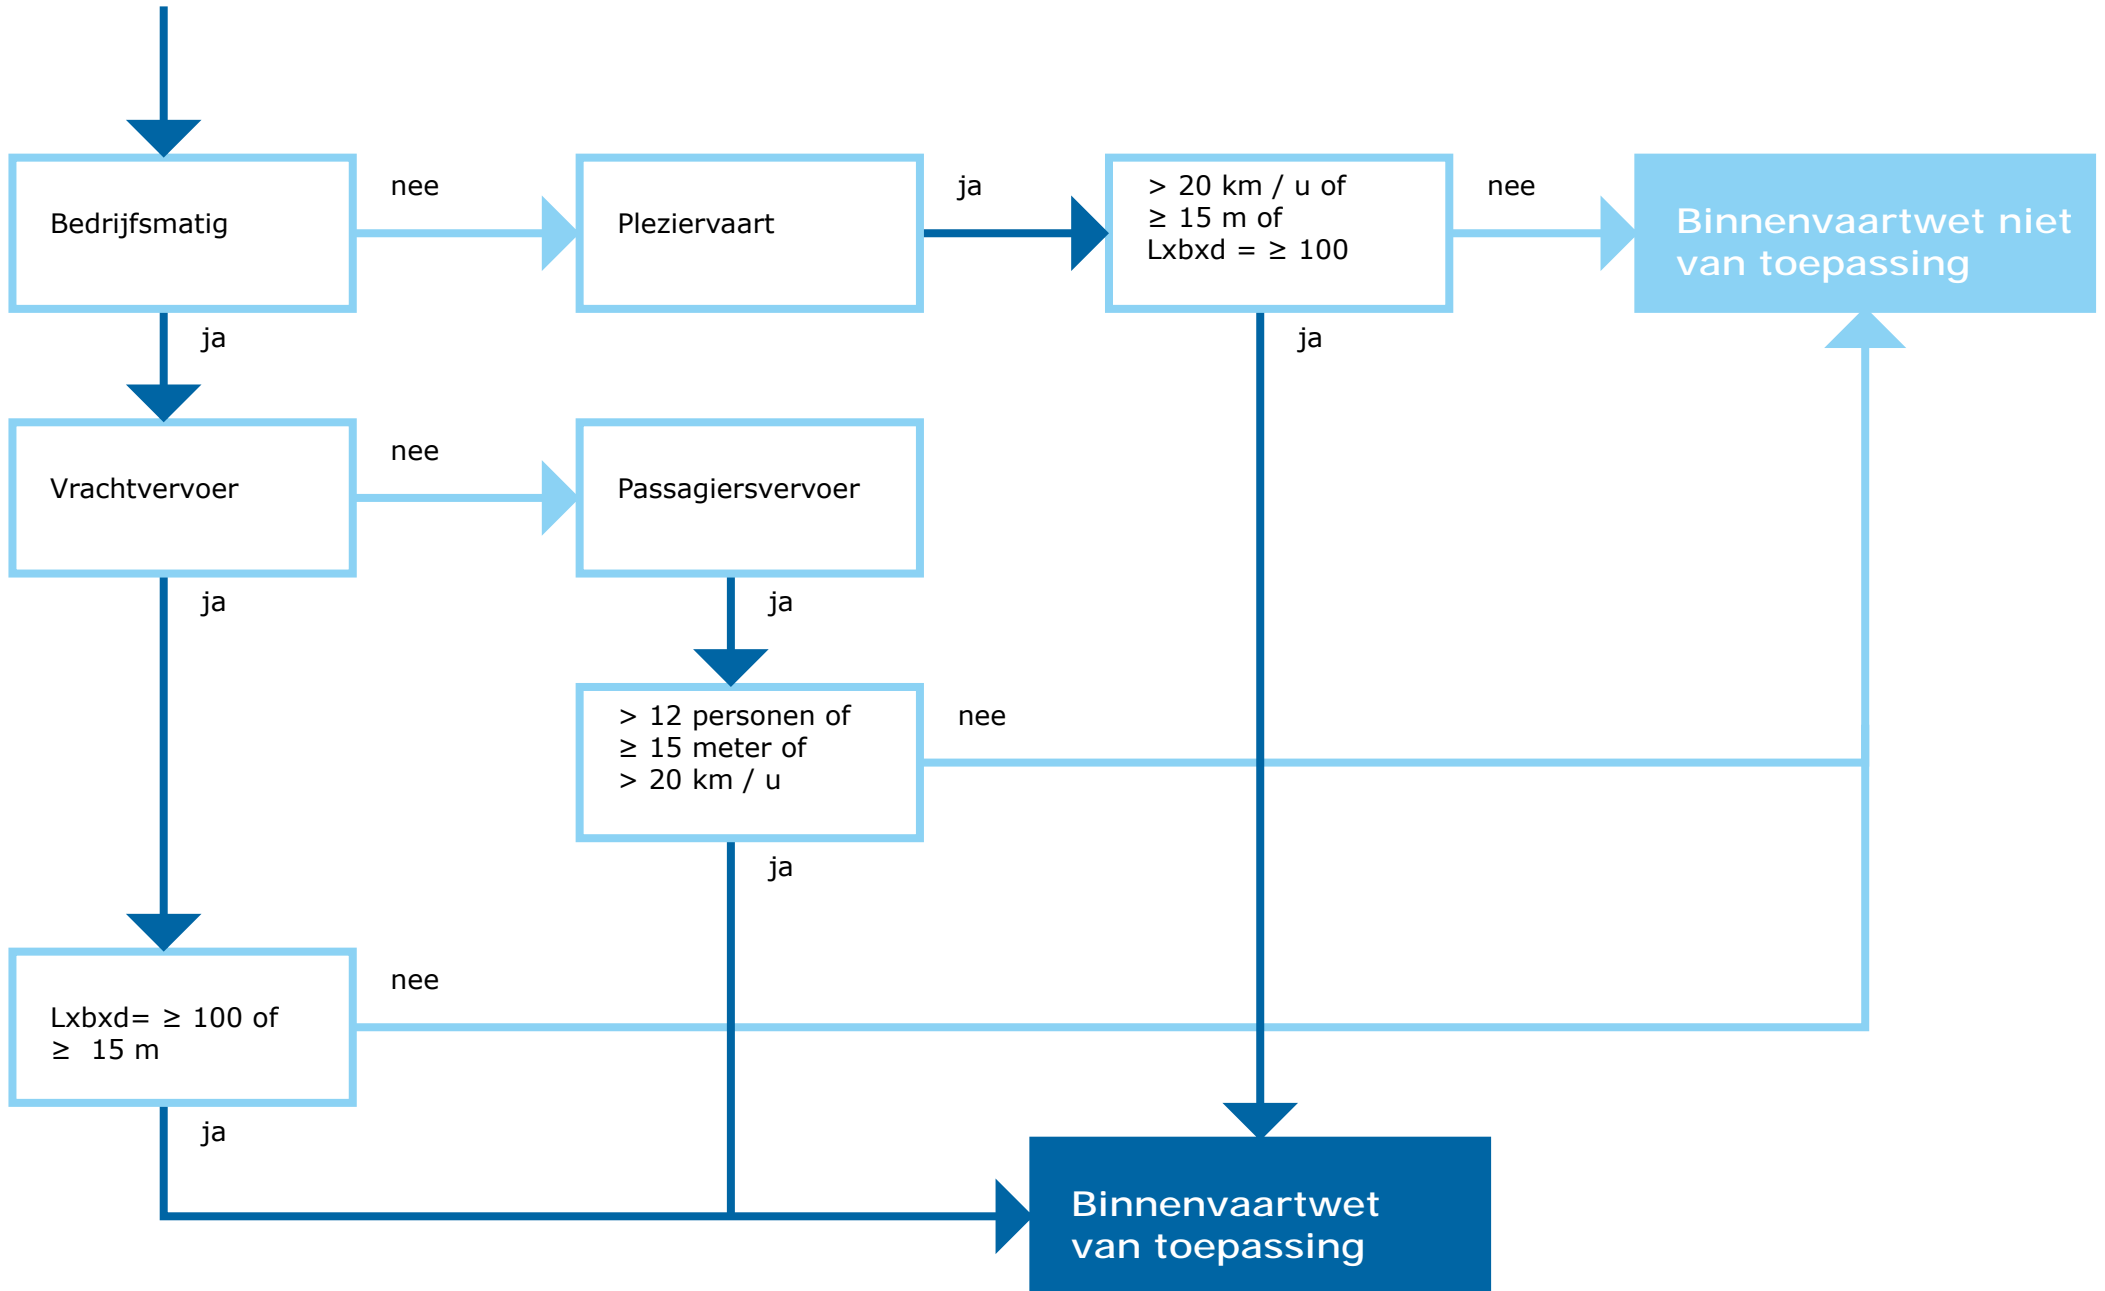 Bedrijfsmatig
nee
Pleziervaart
ja
> 20 km / u of
≥ 15 m of
Lxbxd = ≥ 100
nee
Binnenvaartwet niet
van toepassing
ja
ja
Vrachtvervoer
nee
Passagiersvervoer
ja
ja
> 12 personen of
≥ 15 meter of
> 20 km / u
nee
ja
Lxbxd= ≥ 100 of
≥  15 m
nee
ja
Binnenvaartwet
van toepassing